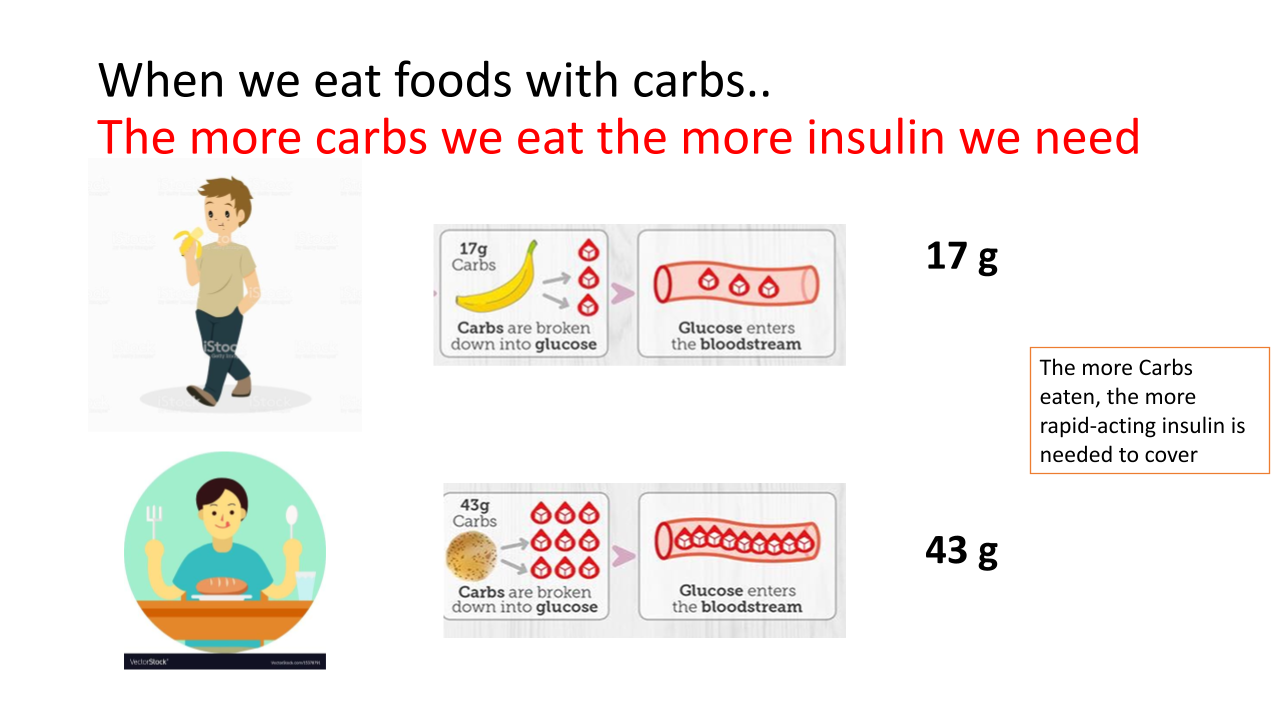 When we eat foods with carbs..
The more carbs we eat the more insulin we need
iStock
17g
Carbs
Carbs are broken
down into glucose
Glucose enters
the bloodstream
17 g
The more Carbs
eaten, the more
rapid-acting insulin is
needed to cover
43g
Carbs
Carbs are broken
down into glucose
Glucose enters
the bloodstream
43 g
VectorStock